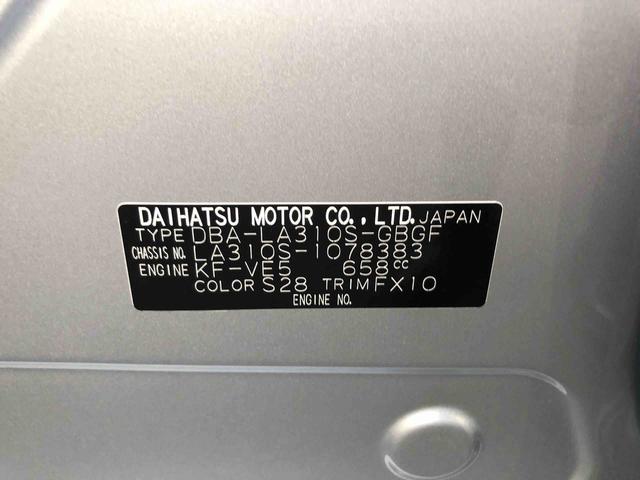 DAIHATSU MOTOR CO., LTD. JAPAN
TYPE DBA-LA310S-GBGF
CHASSIS NO. LA310S-1078383
ENGINE KF-VE5 658cc
COLOR S28 TRIM FX10
ENGINE NO.